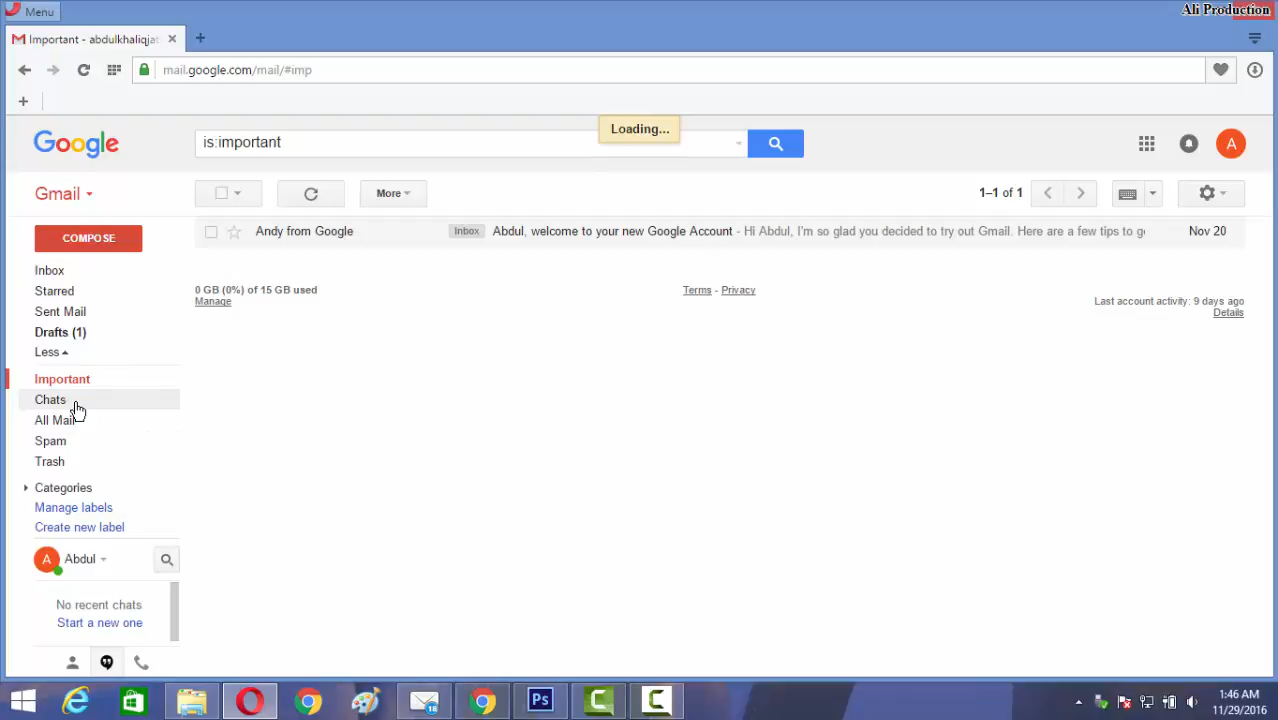 Menu
Ali Production
Important - abdulkhaliqjat
mail.google.com/mail/#imp
Loading...
Google
is:important
A
Gmail
More
1–1 of 1
COMPOSE
Andy from Google
Inbox
Abdul, welcome to your new Google Account - Hi Abdul, I'm so glad you decided to try out Gmail. Here are a few tips to g
Nov 20
Inbox
Starred
Sent Mail
Drafts (1)
Less
0 GB (0%) of 15 GB used
Manage
Terms - Privacy
Last account activity: 9 days ago
Details
Important
Chats
All Mail
Spam
Trash
Categories
Manage labels
Create new label
A
Abdul
No recent chats
Start a new one
18
Ps
1:46 AM
11/29/2016